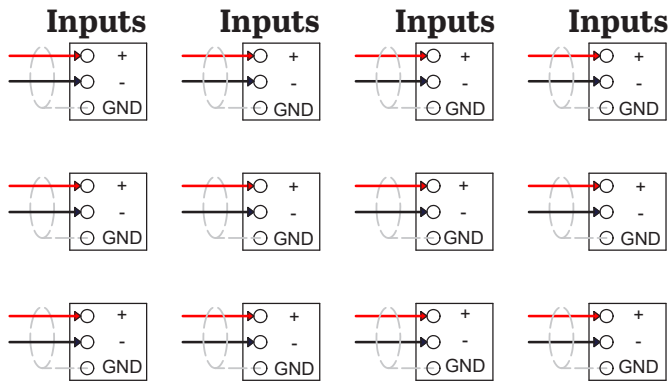 Inputs Inputs Inputs Inputs
+ + + +
- - - -
GND GND GND GND
+ + + +
- - - -
GND GND GND GND
+ + + +
- - - -
GND GND GND GND